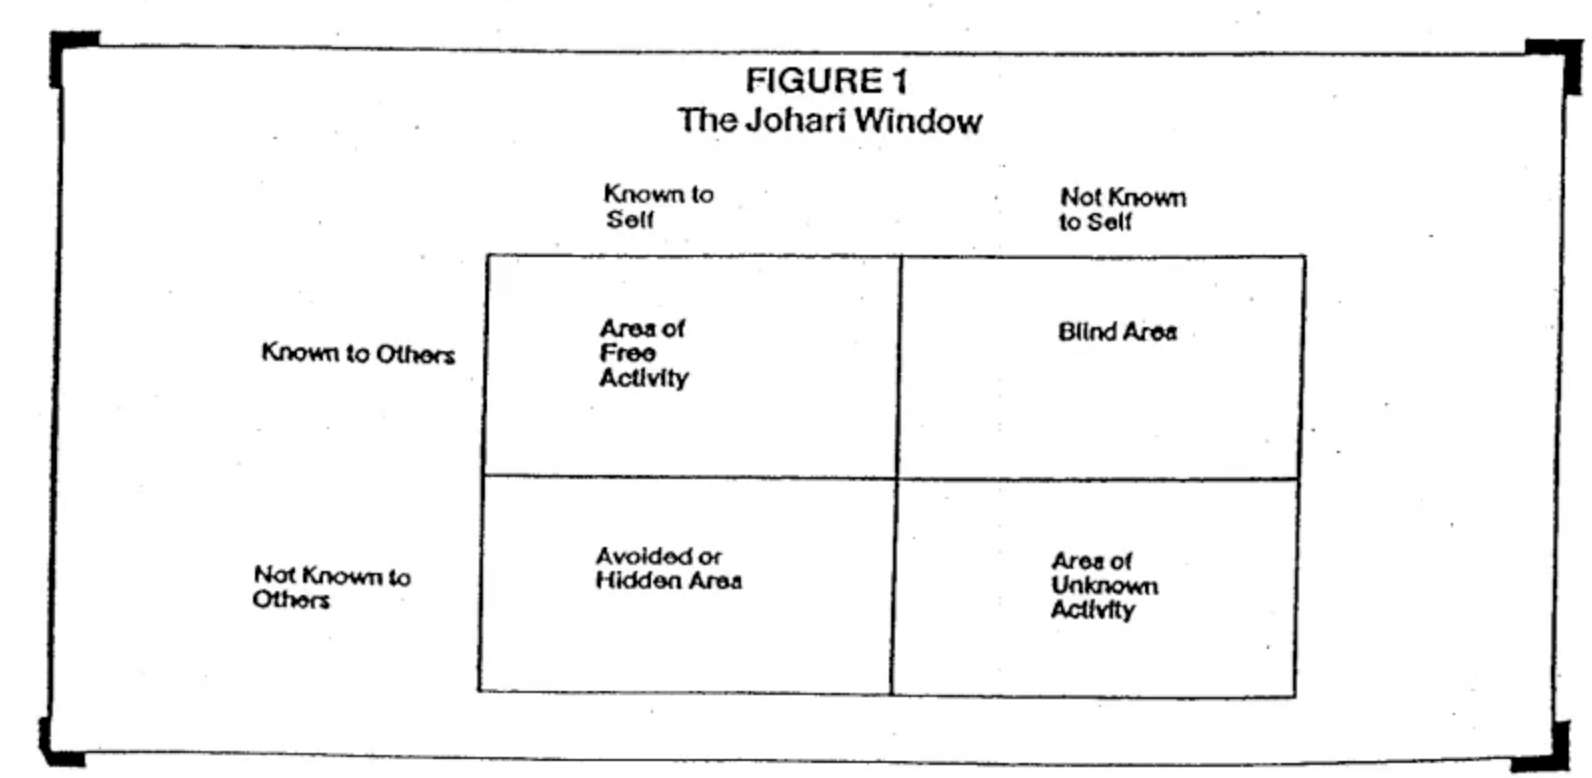 FIGURE 1
The Johari Window
Known to
Self
Not Known
to Self
Known to Others
Area of
Free
Activity
Blind Area
Not Known to
Others
Avoided or
Hidden Area
Area of
Unknown
Activity